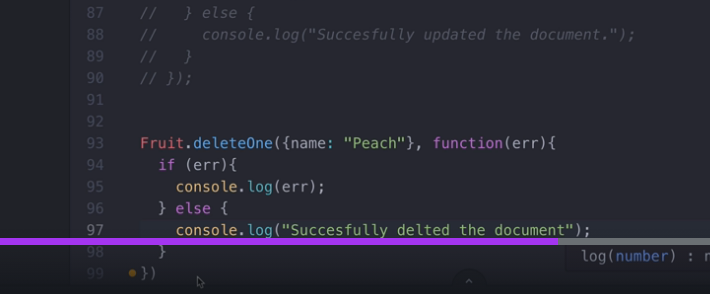 87 //   } else {
88 //     console.log("Succesfully updated the document.");
89 //   }
90 // });
91
92
93 Fruit.deleteOne({name: "Peach"}, function(err){
94   if (err){
95     console.log(err);
96   } else {
97     console.log("Succesfully delted the document");
98   }
log(number) : r
99 })